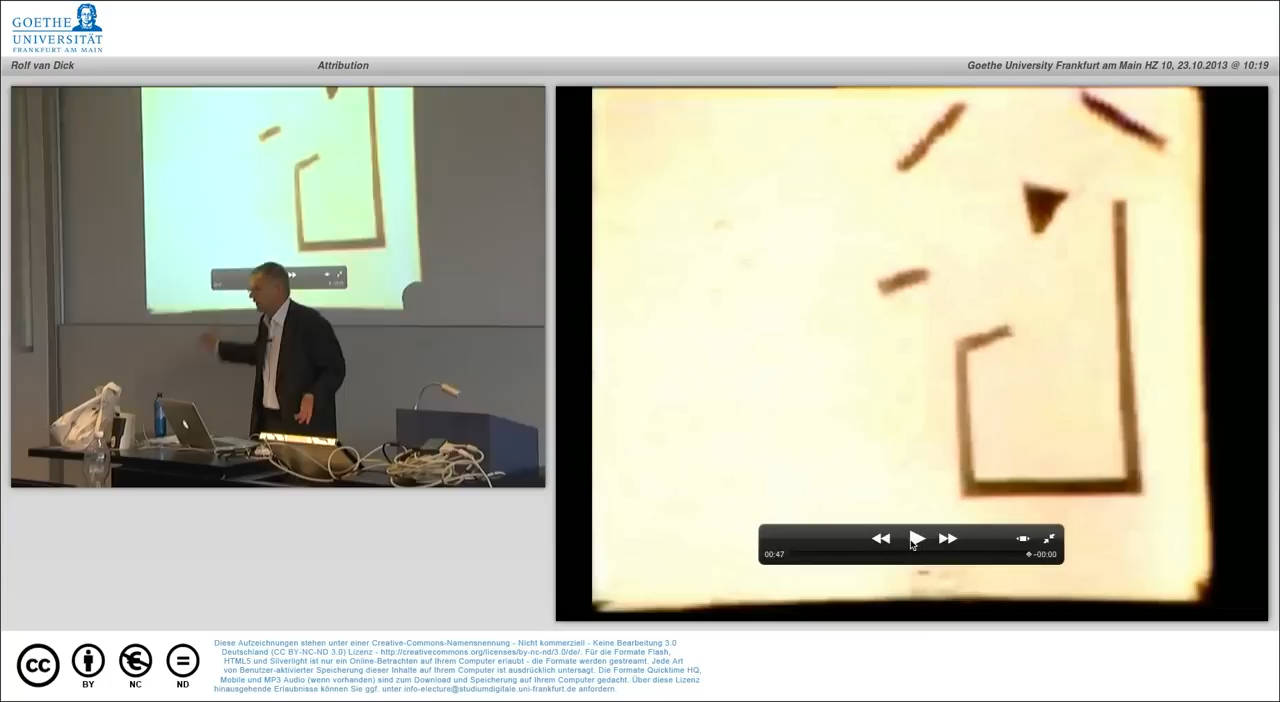 GOETHE
UNIVERSITÄT
FRANKFURT AM MAIN
Rolf van Dick
Attribution
Goethe University Frankfurt am Main HZ 10, 23.10.2013 @ 10:19
00:47
-00:00
cc
BY
NC
ND
Diese Aufzeichnungen stehen unter einer Creative-Commons-Namensnennung - Nicht kommerziell - Keine Bearbeitung 3.0
Deutschland (CC BY-NC-ND 3.0) Lizenz - http://creativecommons.org/licenses/by-nc-nd/3.0/de/. Für die Formate Flash,
HTML5 und Silverlight ist nur ein Online-Betrachten auf Ihrem Computer erlaubt - die Formate werden gestreamt. Jede Art
von Benutzer-aktivierter Speicherung dieser Inhalte auf Ihrem Computer ist ausdrücklich untersagt. Die Formate Quicktime HQ,
Mobile und MP3 Audio (wenn vorhanden) sind zum Download und Speicherung auf Ihrem Computer gedacht. Über diese Lizenz
hinausgehende Erlaubnisse können Sie ggf. unter info-electure@studiumdigitale.uni-frankfurt.de anfordern.